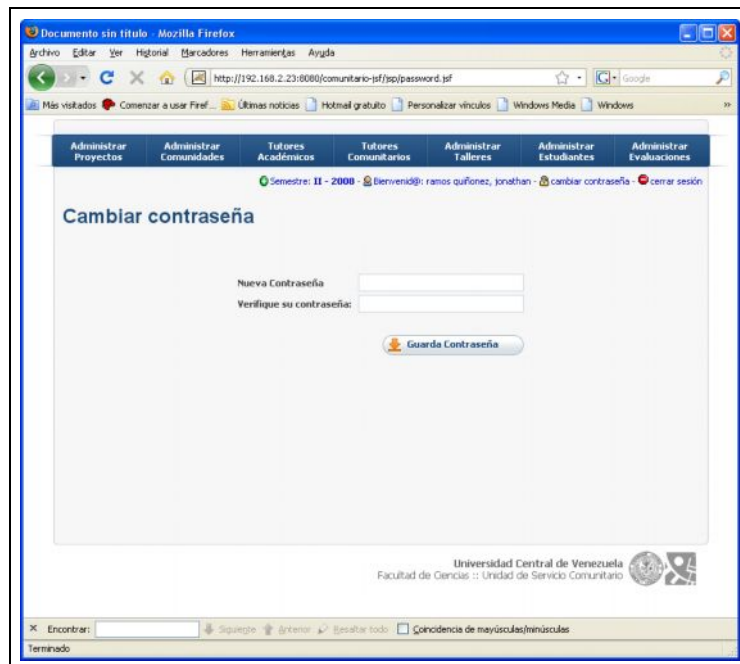 Documento sin título - Mozilla Firefox
Archivo Editar Ver Historial Marcadores Herramientas Ayuda
http://192.168.2.23:8080/comunitario-jsf/jsp/password.jsf
Google
Más visitados Comenzar a usar Firef... Últimas noticias Hotmail gratuito Personalizar vínculos Windows Media Windows »
Administrar Proyectos
Administrar Comunidades
Tutores Académicos
Tutores Comunitarios
Administrar Talleres
Administrar Estudiantes
Administrar Evaluaciones
Semestre: II - 2008 - Bienvenid@: ramos quiñonez, jonathan - cambiar contraseña - cerrar sesión
Cambiar contraseña
Nueva Contraseña
Verifique su contraseña:
Guarda Contraseña
Universidad Central de Venezuela
Facultad de Ciencias :: Unidad de Servicio Comunitario
× Encontrar: Siguiente Anterior Resaltar todo Coincidencia de mayúsculas/minúsculas
Terminado